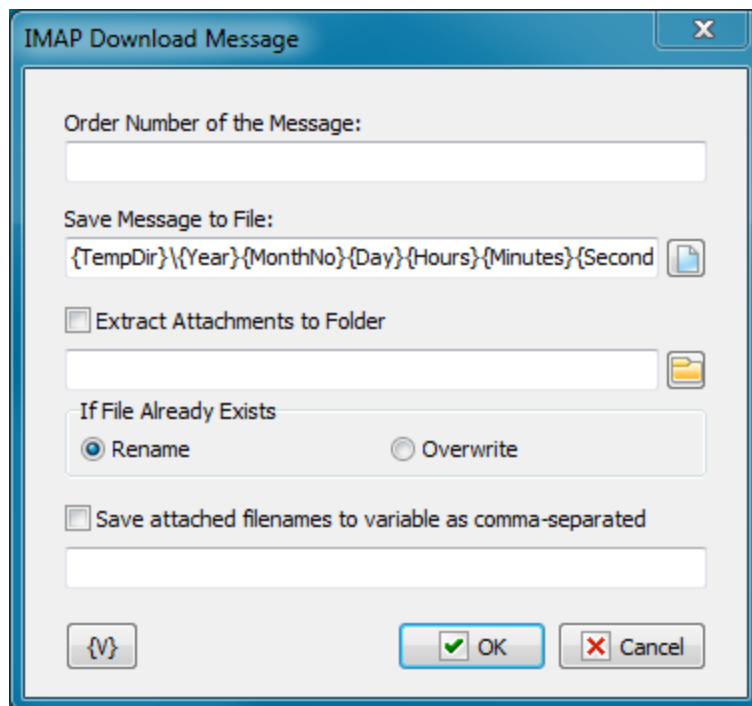 IMAP Download Message
Order Number of the Message:
Save Message to File:
{TempDir}\{Year}{MonthNo}{Day}{Hours}{Minutes}{Second
Extract Attachments to Folder
If File Already Exists
Rename Overwrite
Save attached filenames to variable as comma-separated
{V} OK Cancel